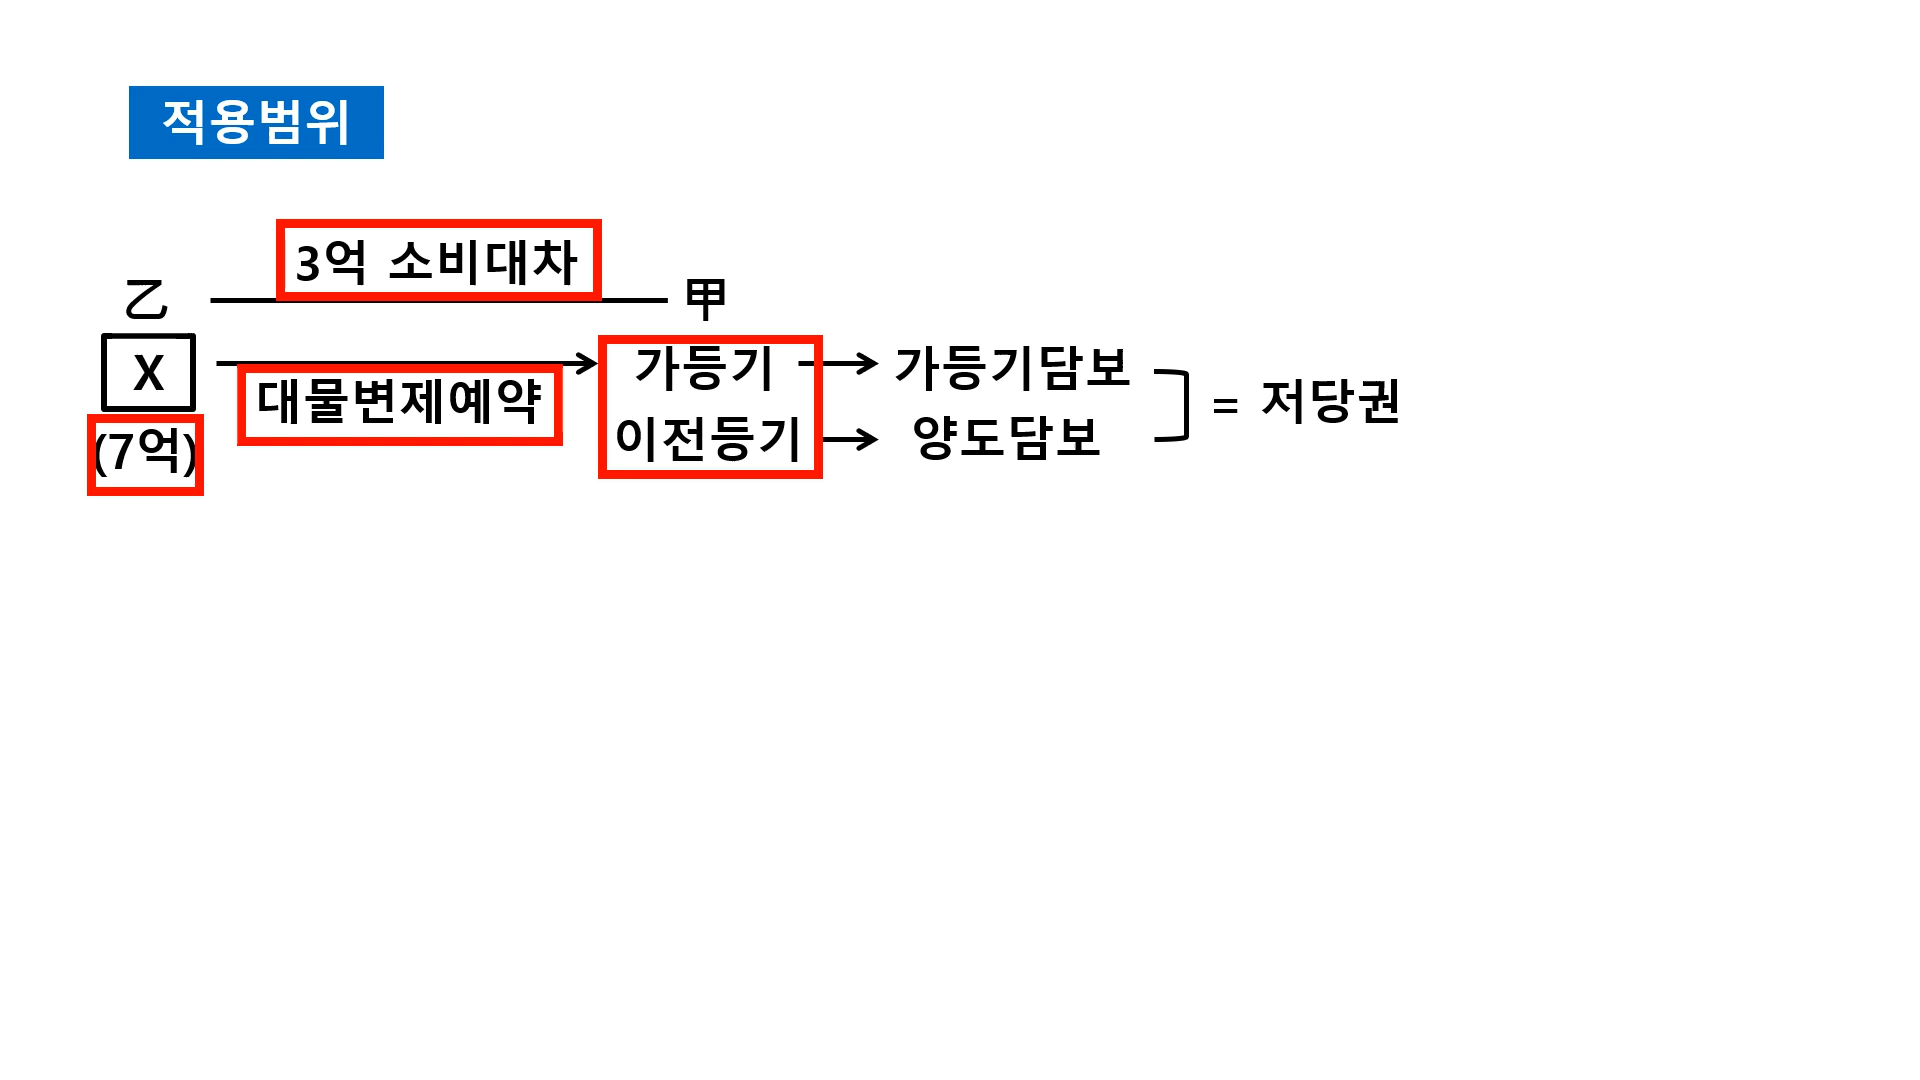 적용범위
3억 소비대차
乙 甲
X 가등기 가등기담보
대물변제예약 = 저당권
(7억) 이전등기 양도담보